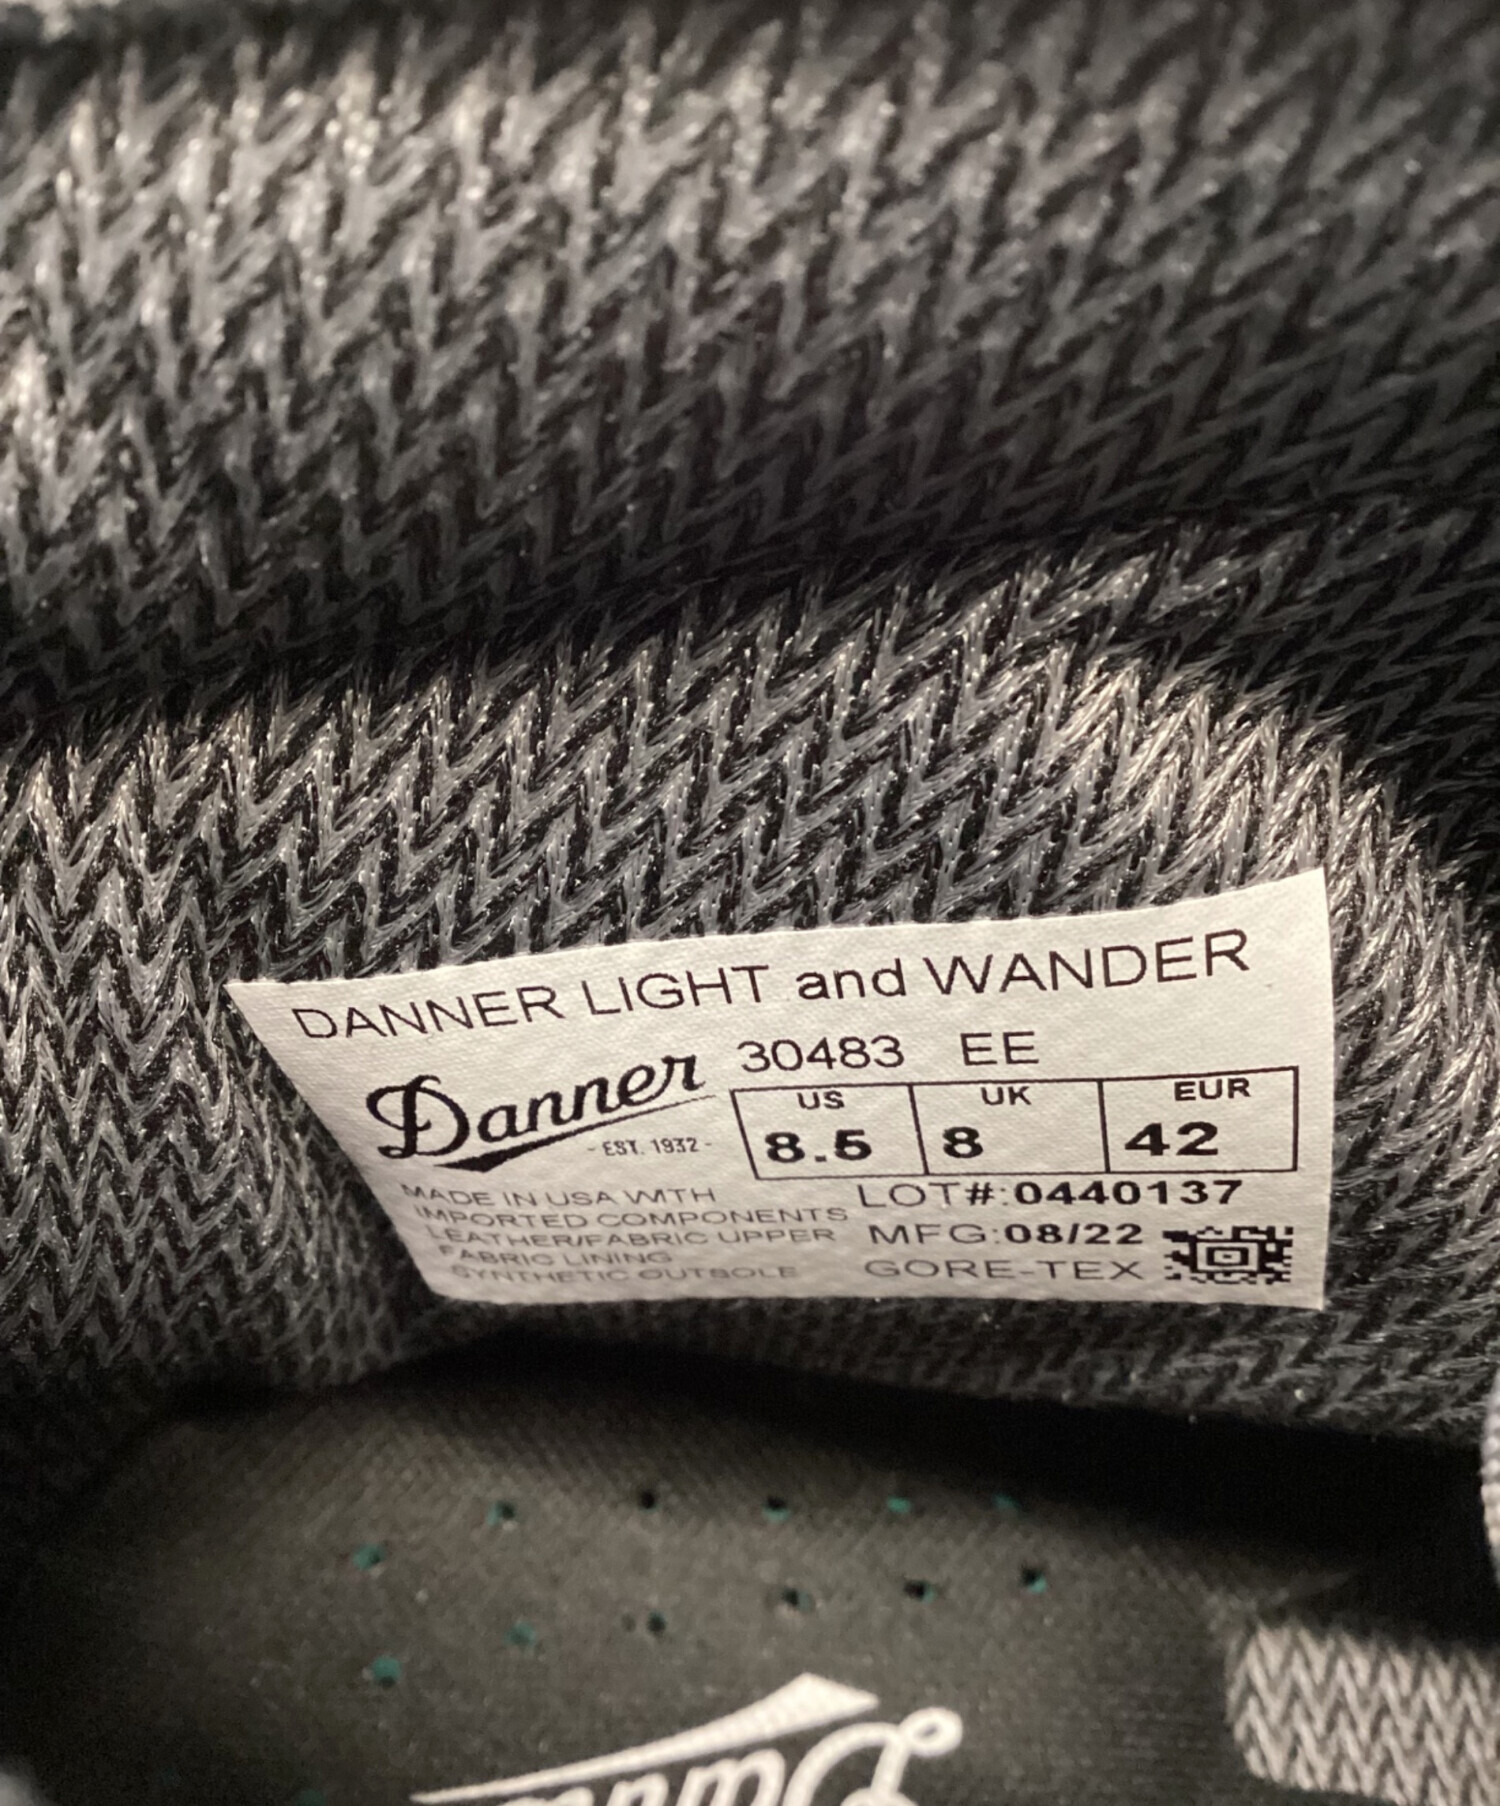 DANNER LIGHT and WANDER
30483 EE
Danner
- EST. 1932 -
US UK EUR
8.5 8 42
MADE IN USA WITH
IMPORTED COMPONENTS
LEATHER/FABRIC UPPER
FABRIC LINING
SYNTHETIC OUTSOLE
LOT#:0440137
MFG:08/22
GORE-TEX
Danner